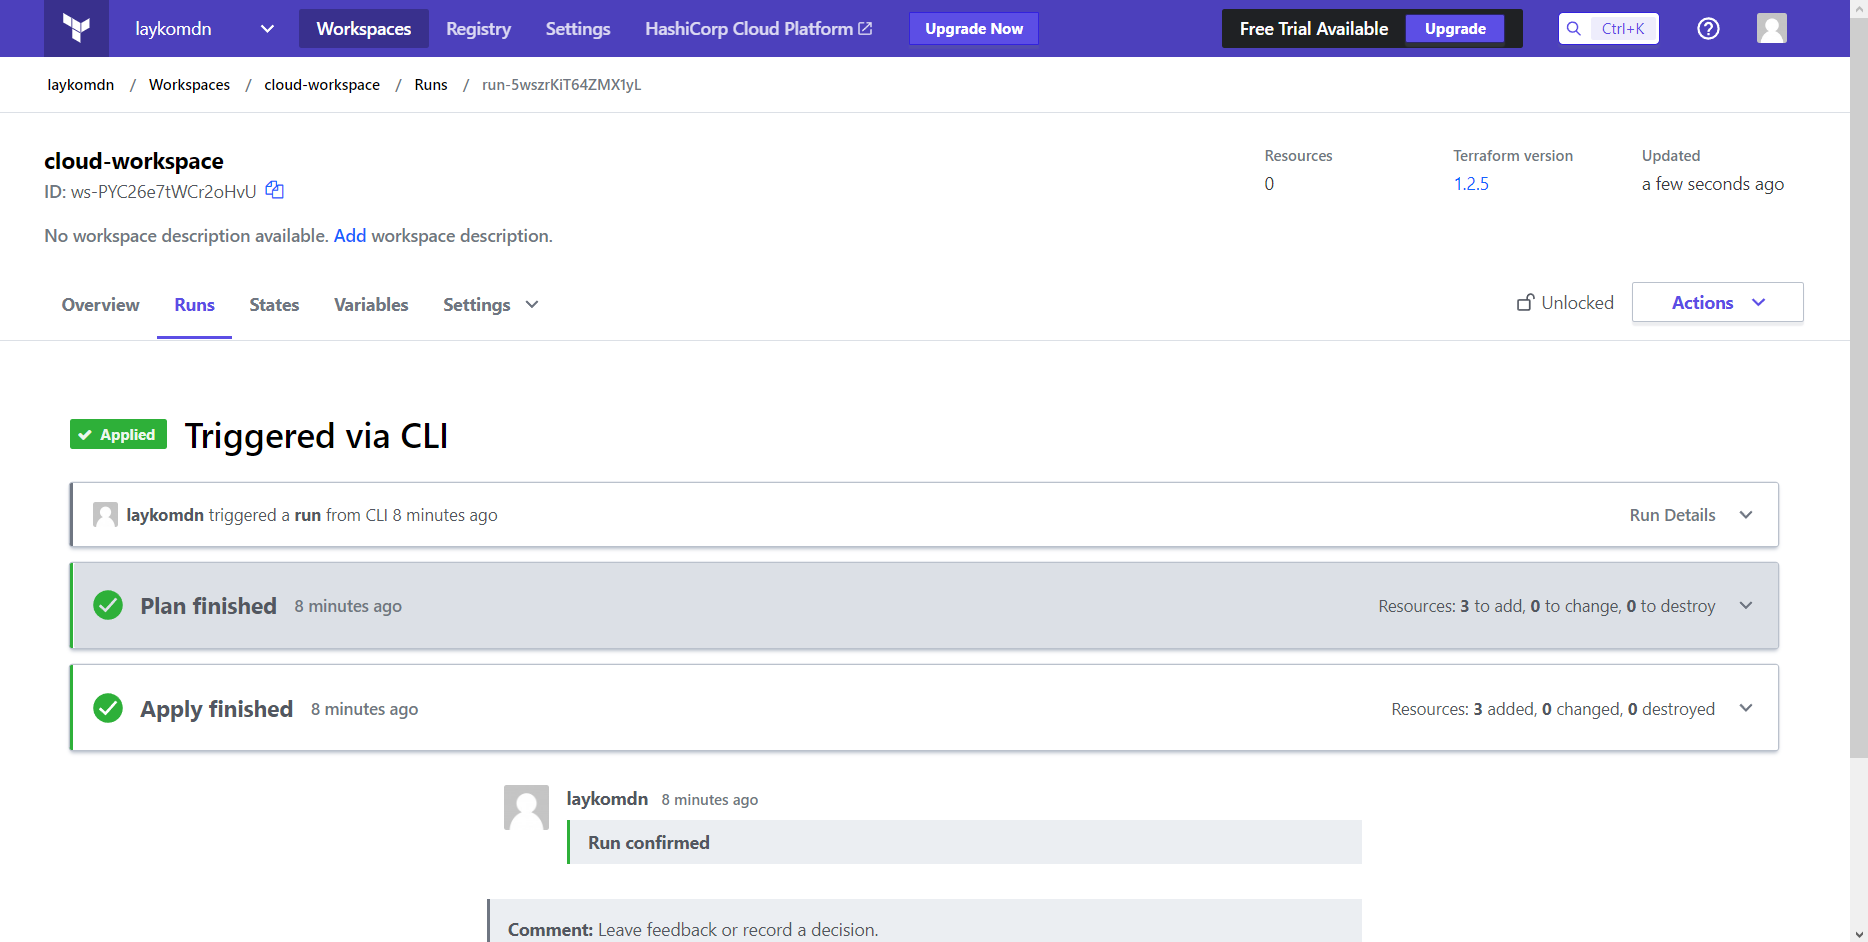 laykomdn Workspaces Registry Settings HashiCorp Cloud Platform Upgrade Now Free Trial Available Upgrade Ctrl+K
laykomdn / Workspaces / cloud-workspace / Runs / run-5wszrKiT64ZMX1yL
cloud-workspace
ID: ws-PYC26e7tWCr2oHvU
No workspace description available. Add workspace description.
Resources
0
Terraform version
1.2.5
Updated
a few seconds ago
Overview Runs States Variables Settings
Unlocked Actions
Applied Triggered via CLI
laykomdn triggered a run from CLI 8 minutes ago Run Details
Plan finished 8 minutes ago Resources: 3 to add, 0 to change, 0 to destroy
Apply finished 8 minutes ago Resources: 3 added, 0 changed, 0 destroyed
laykomdn 8 minutes ago
Run confirmed
Comment: Leave feedback or record a decision.